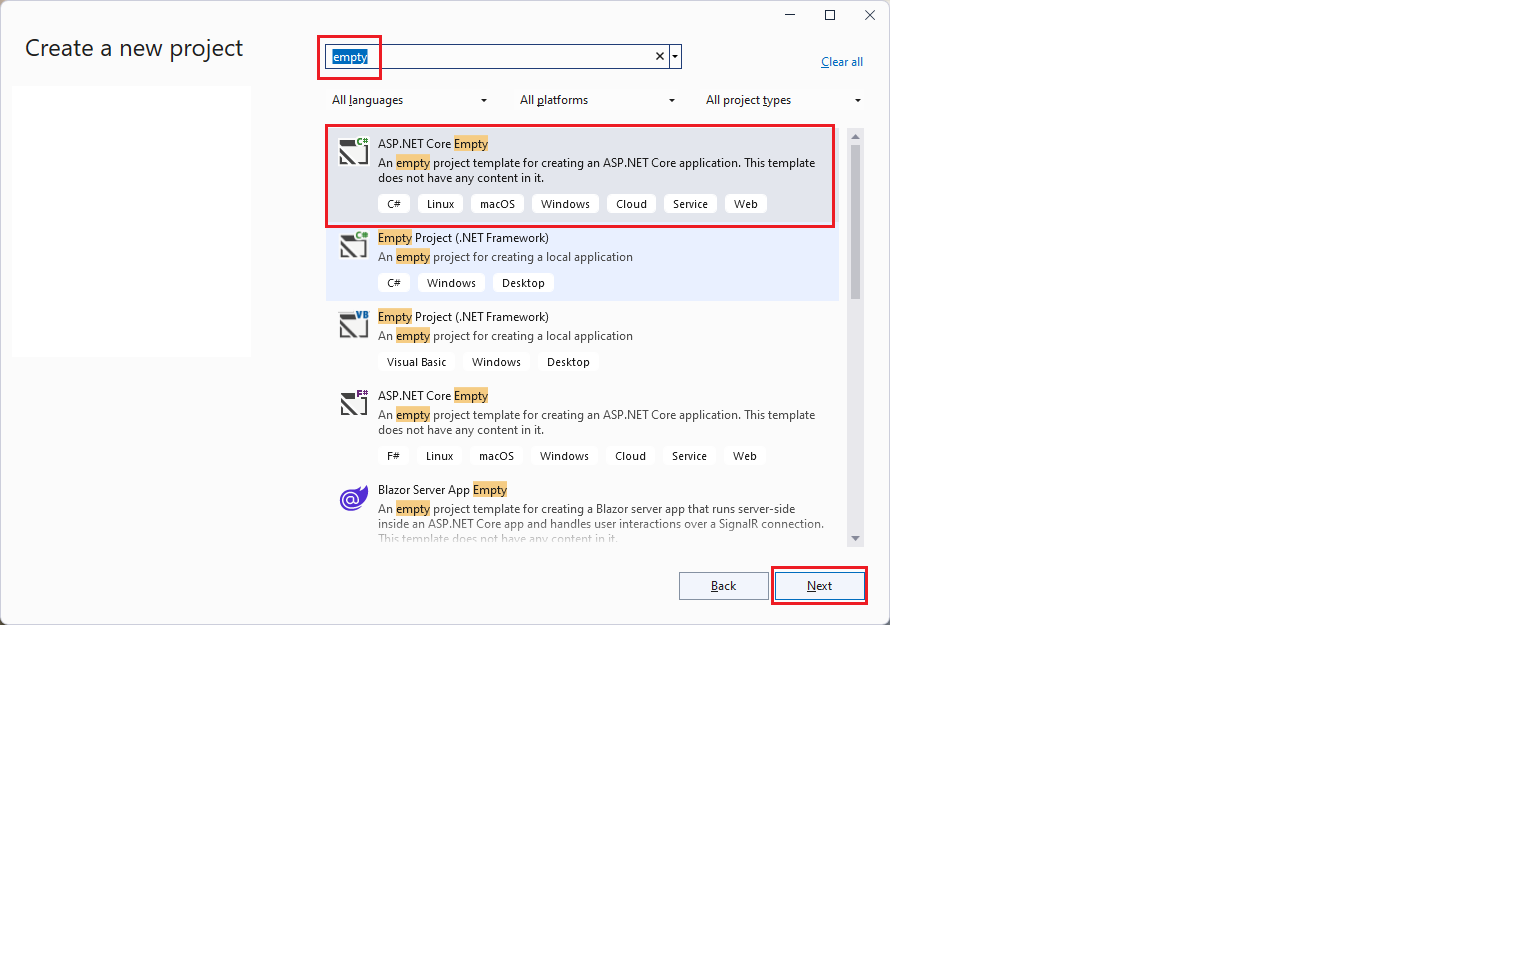 Create a new project
empty
Clear all
All languages
All platforms
All project types
C#
ASP.NET Core Empty
An empty project template for creating an ASP.NET Core application. This template
does not have any content in it.
C# Linux macOS Windows Cloud Service Web
C#
Empty Project (.NET Framework)
An empty project for creating a local application
C# Windows Desktop
VB
Empty Project (.NET Framework)
An empty project for creating a local application
Visual Basic Windows Desktop
F#
ASP.NET Core Empty
An empty project template for creating an ASP.NET Core application. This template
does not have any content in it.
F# Linux macOS Windows Cloud Service Web
@
Blazor Server App Empty
An empty project template for creating a Blazor server app that runs server-side
inside an ASP.NET Core app and handles user interactions over a SignalR connection.
This template does not have any content in it.
Back
Next